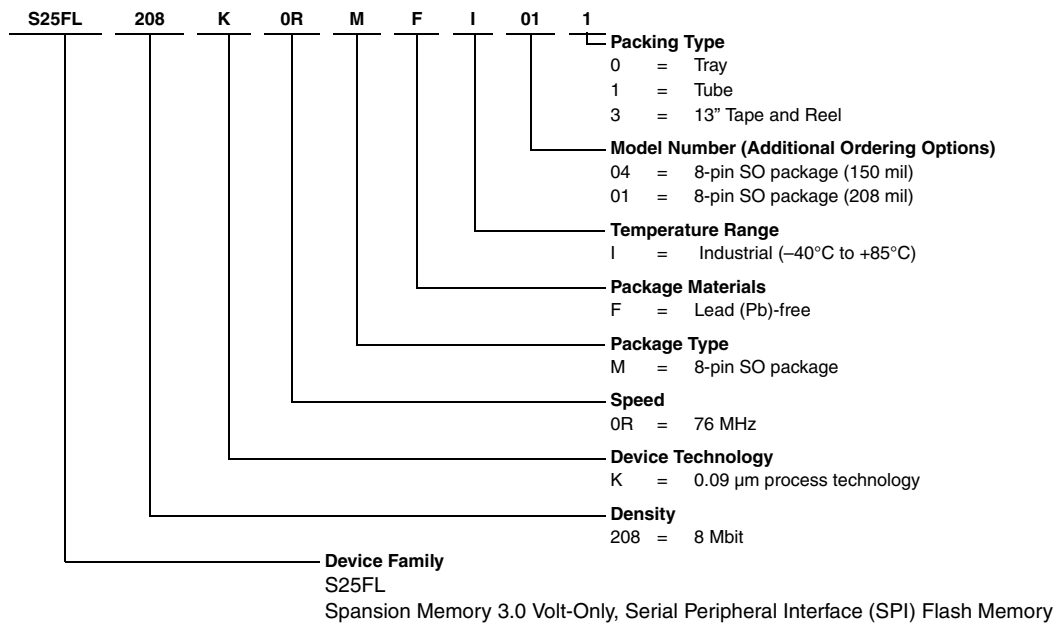 S25FL 208 K 0R M F I 01 1
Packing Type
0 = Tray
1 = Tube
3 = 13” Tape and Reel
Model Number (Additional Ordering Options)
04 = 8-pin SO package (150 mil)
01 = 8-pin SO package (208 mil)
Temperature Range
I = Industrial (–40°C to +85°C)
Package Materials
F = Lead (Pb)-free
Package Type
M = 8-pin SO package
Speed
0R = 76 MHz
Device Technology
K = 0.09 µm process technology
Density
208 = 8 Mbit
Device Family
S25FL
Spansion Memory 3.0 Volt-Only, Serial Peripheral Interface (SPI) Flash Memory